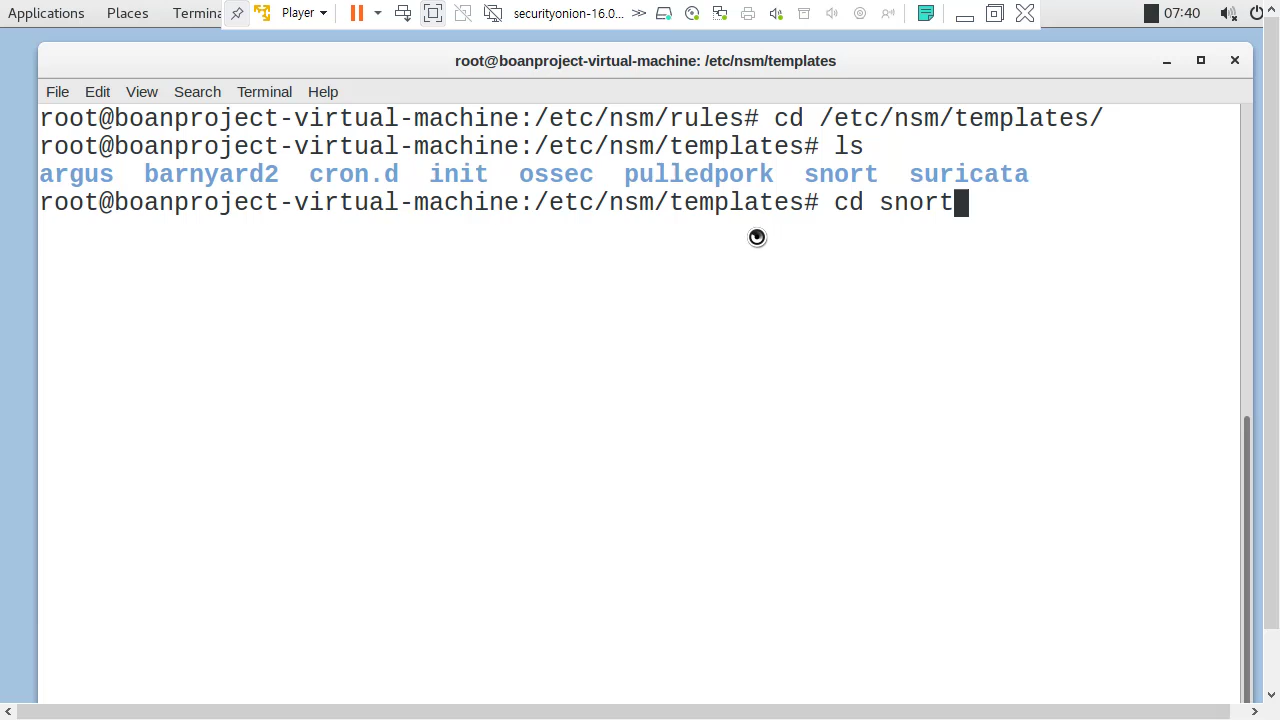 Applications Places Termina Player securityonion-16.0... >> 07:40
root@boanproject-virtual-machine: /etc/nsm/templates
File Edit View Search Terminal Help
root@boanproject-virtual-machine:/etc/nsm/rules# cd /etc/nsm/templates/
root@boanproject-virtual-machine:/etc/nsm/templates# ls
argus barnyard2 cron.d init ossec pulledpork snort suricata
root@boanproject-virtual-machine:/etc/nsm/templates# cd snort